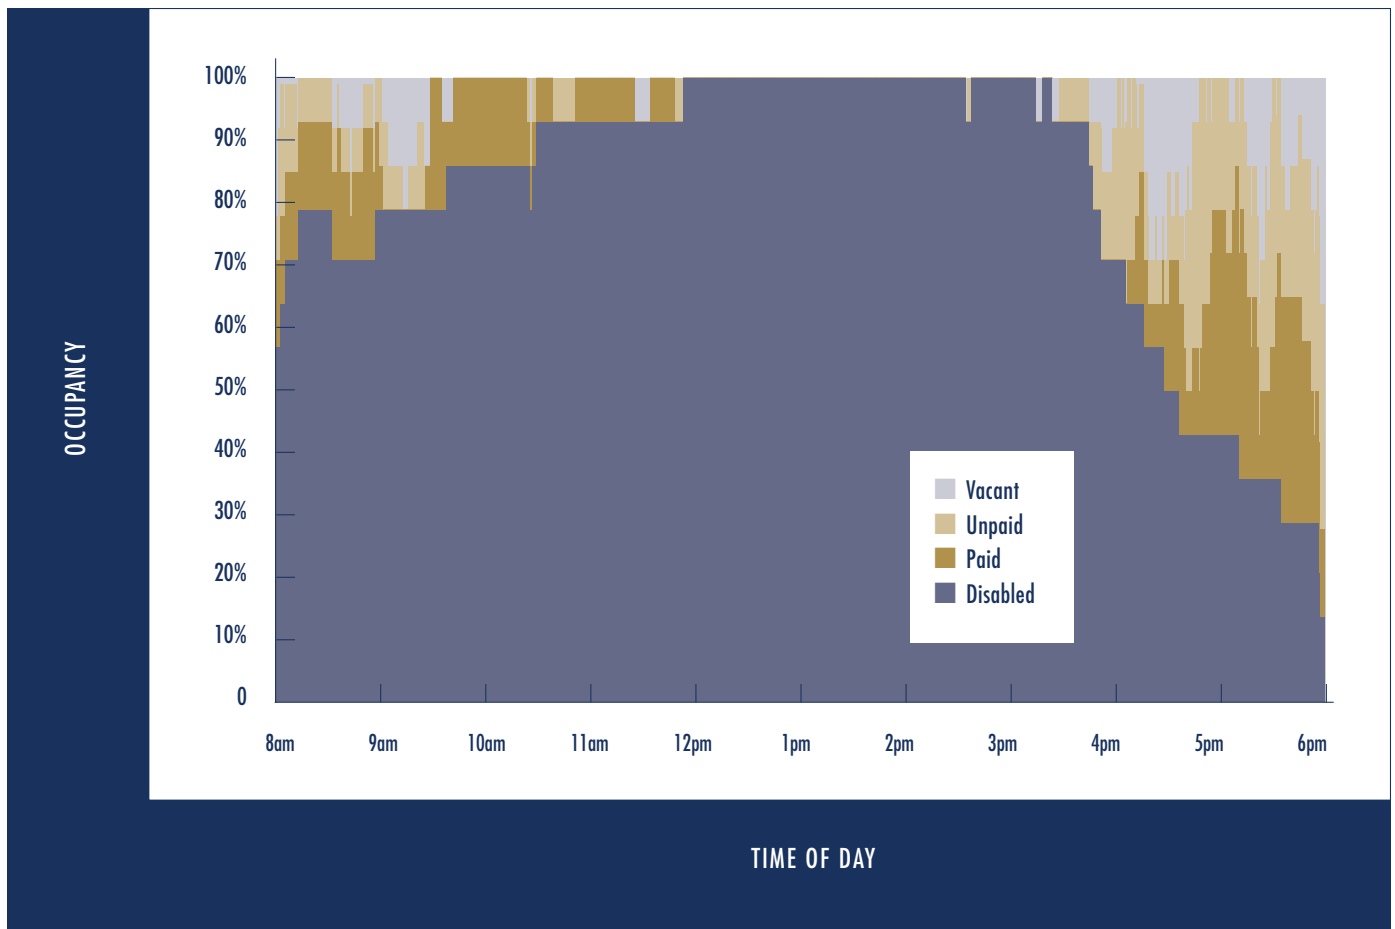 100%
90%
80%
70%
60%
50%
40%
30%
20%
10%
0
OCCUPANCY
Vacant
Unpaid
Paid
Disabled
8am 9am 10am 11am 12pm 1pm 2pm 3pm 4pm 5pm 6pm
TIME OF DAY